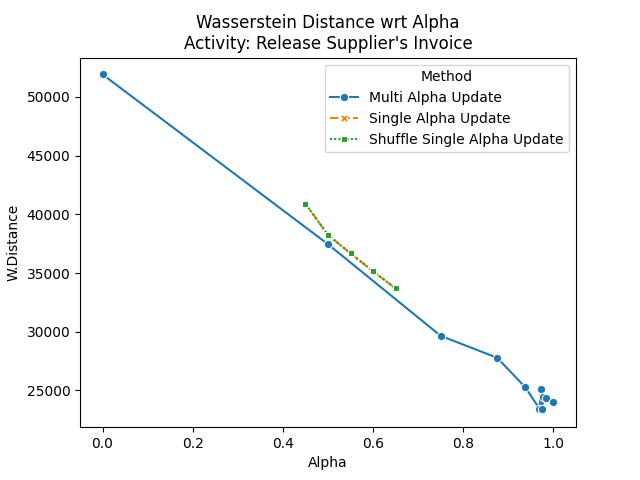 Wasserstein Distance wrt Alpha
Activity: Release Supplier's Invoice
Method
Multi Alpha Update
Single Alpha Update
Shuffle Single Alpha Update
W.Distance
50000
45000
40000
35000
30000
25000
0.0 0.2 0.4 0.6 0.8 1.0
Alpha